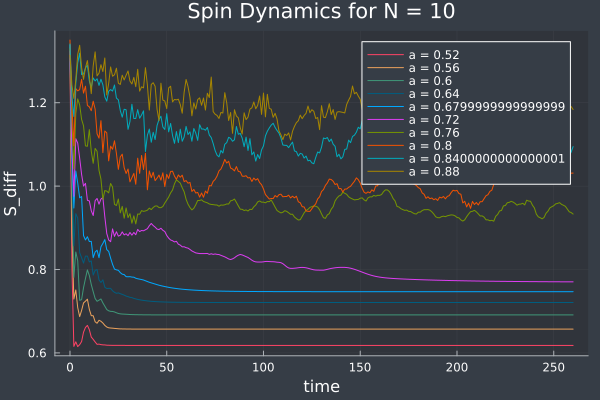 Spin Dynamics for N = 10
a = 0.52
a = 0.56
a = 0.6
a = 0.64
a = 0.6799999999999999
a = 0.72
a = 0.76
a = 0.8
a = 0.8400000000000001
a = 0.88
S_diff
1.2
1.0
0.8
0.6
0
50
100
150
200
250
time